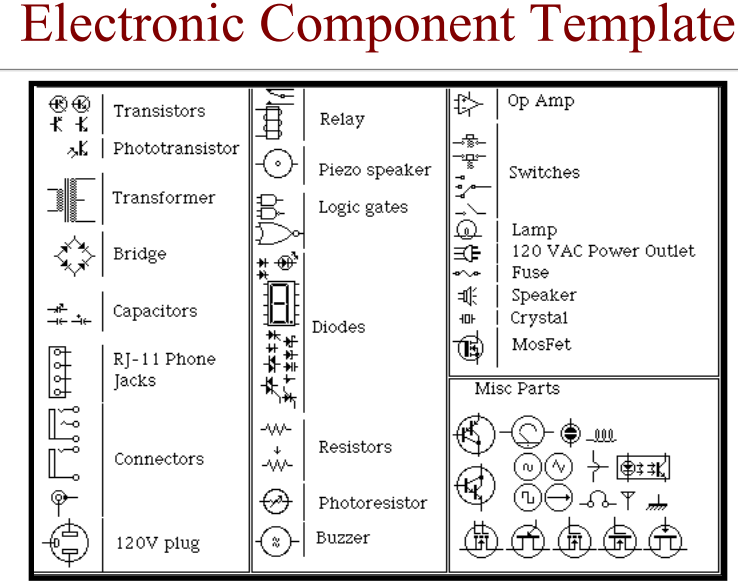 Electronic Component Template
Transistors
Phototransistor
Transformer
Bridge
Capacitors
RJ-11 Phone
Jacks
Connectors
120V plug
Relay
Piezo speaker
Logic gates
Diodes
Resistors
Photoresistor
Buzzer
Op Amp
Switches
Lamp
120 VAC Power Outlet
Fuse
Speaker
Crystal
MosFet
Misc Parts